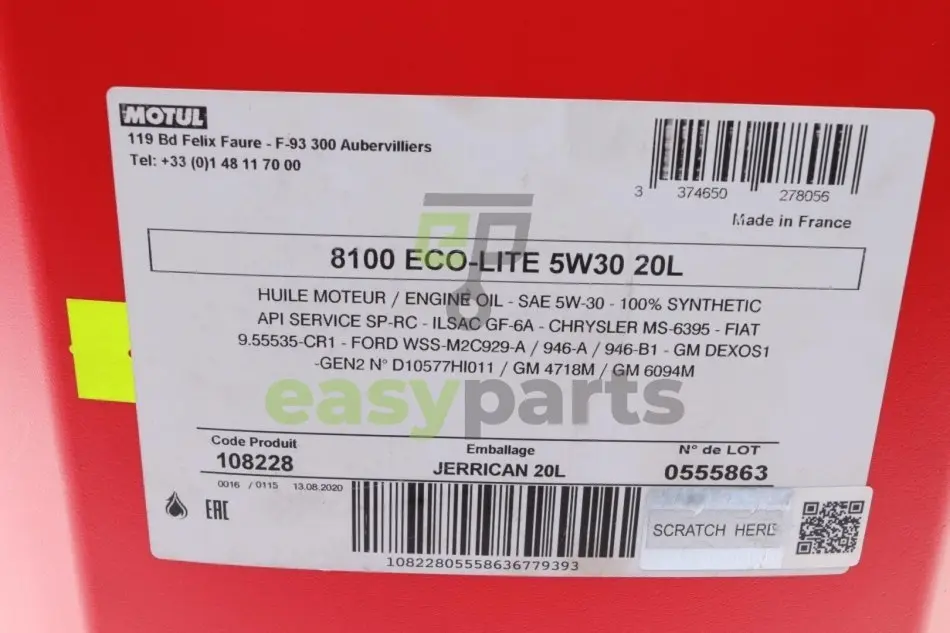 MOTUL
119 Bd Felix Faure - F-93 300 Aubervilliers
Tel: +33 (0)1 48 11 70 00
3 374650 278056
Made in France
8100 ECO-LITE 5W30 20L
HUILE MOTEUR / ENGINE OIL - SAE 5W-30 - 100% SYNTHETIC
API SERVICE SP-RC - ILSAC GF-6A - CHRYSLER MS-6395 - FIAT
9.55535-CR1 - FORD WSS-M2C929-A / 946-A / 946-B1 - GM DEXOS1
-GEN2 N° D10577HI011 / GM 4718M / GM 6094M
easyparts
Code Produit
108228
Emballage
JERRICAN 20L
N° de LOT
0555863
0016 / 0115 13.08.2020
EAC
SCRATCH HERE
10822805558636779393